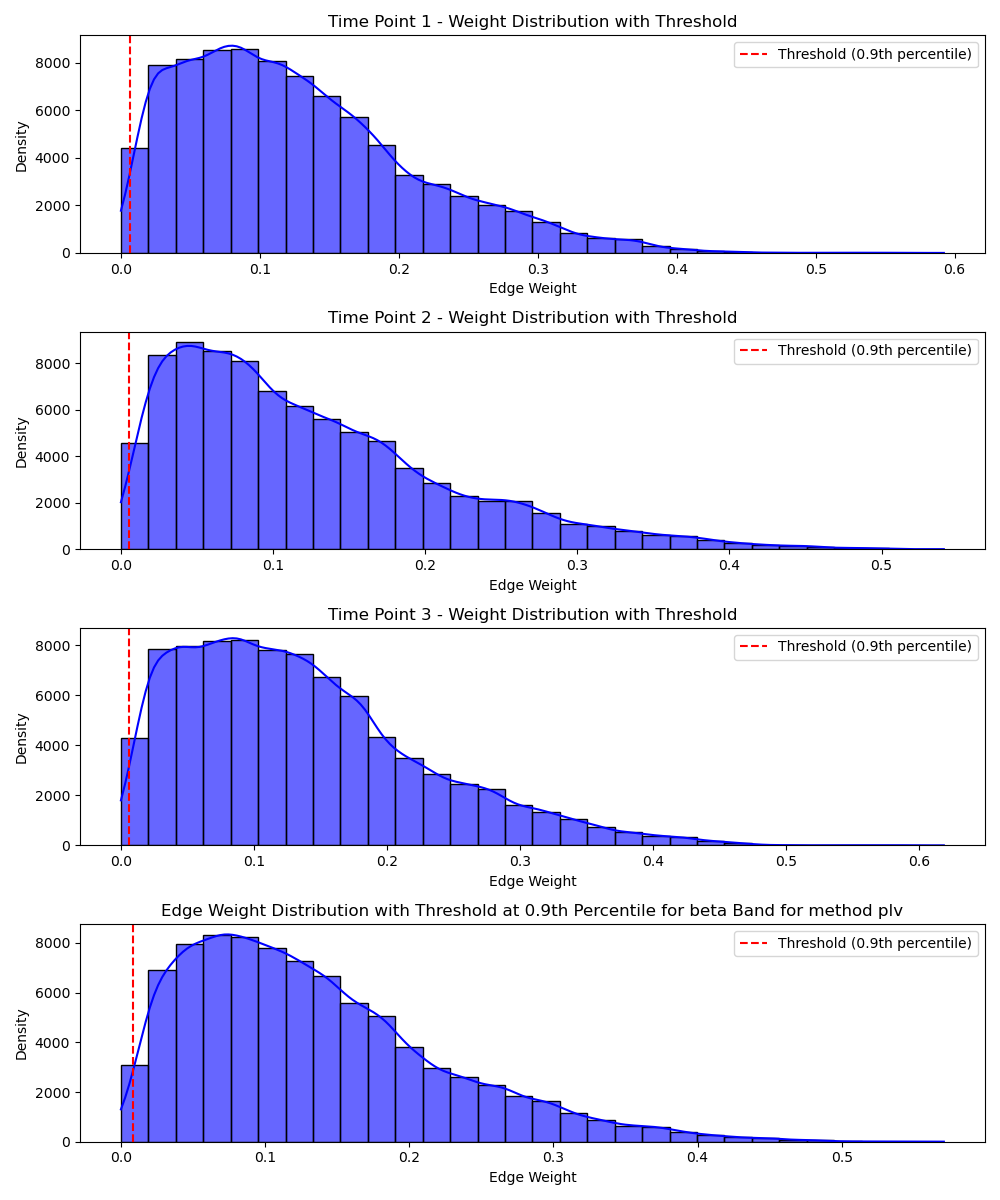 Time Point 1 - Weight Distribution with Threshold
Threshold (0.9th percentile)
Density
8000
6000
4000
2000
0
0.0 0.1 0.2 0.3 0.4 0.5 0.6
Edge Weight
Time Point 2 - Weight Distribution with Threshold
Threshold (0.9th percentile)
Density
8000
6000
4000
2000
0
0.0 0.1 0.2 0.3 0.4 0.5
Edge Weight
Time Point 3 - Weight Distribution with Threshold
Threshold (0.9th percentile)
Density
8000
6000
4000
2000
0
0.0 0.1 0.2 0.3 0.4 0.5 0.6
Edge Weight
Edge Weight Distribution with Threshold at 0.9th Percentile for beta Band for method plv
Threshold (0.9th percentile)
Density
8000
6000
4000
2000
0
0.0 0.1 0.2 0.3 0.4 0.5
Edge Weight